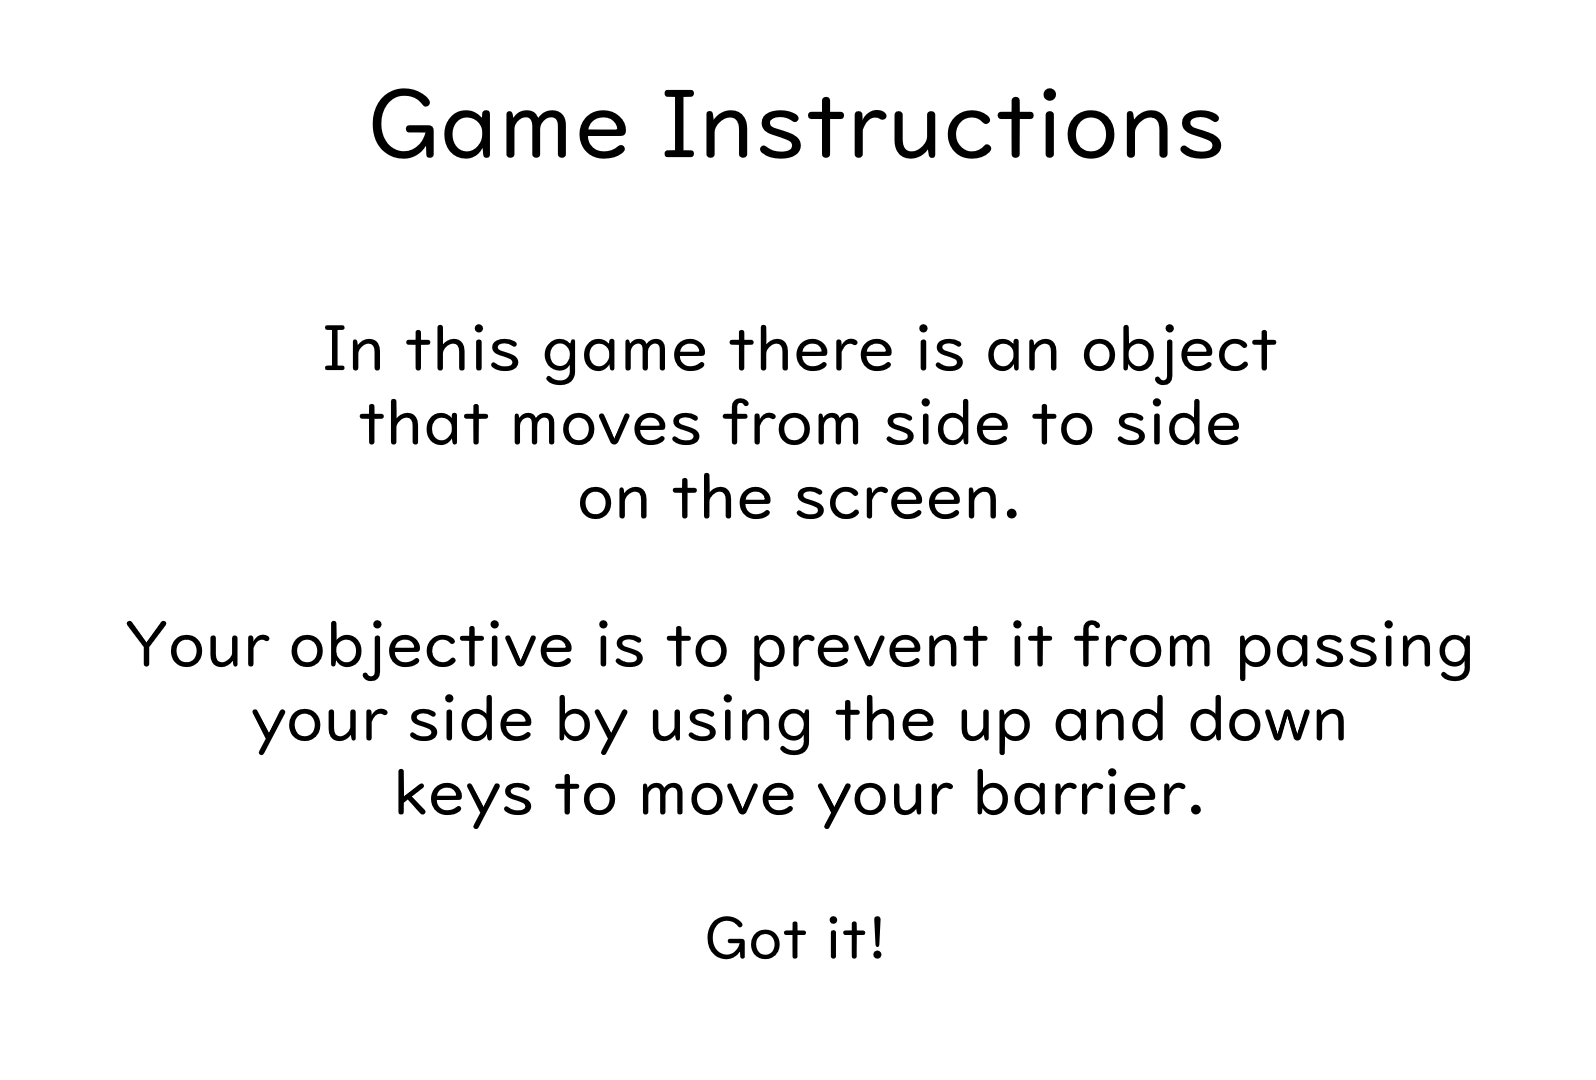 Game Instructions
In this game there is an object
that moves from side to side
on the screen.
Your objective is to prevent it from passing
your side by using the up and down
keys to move your barrier.
Got it!